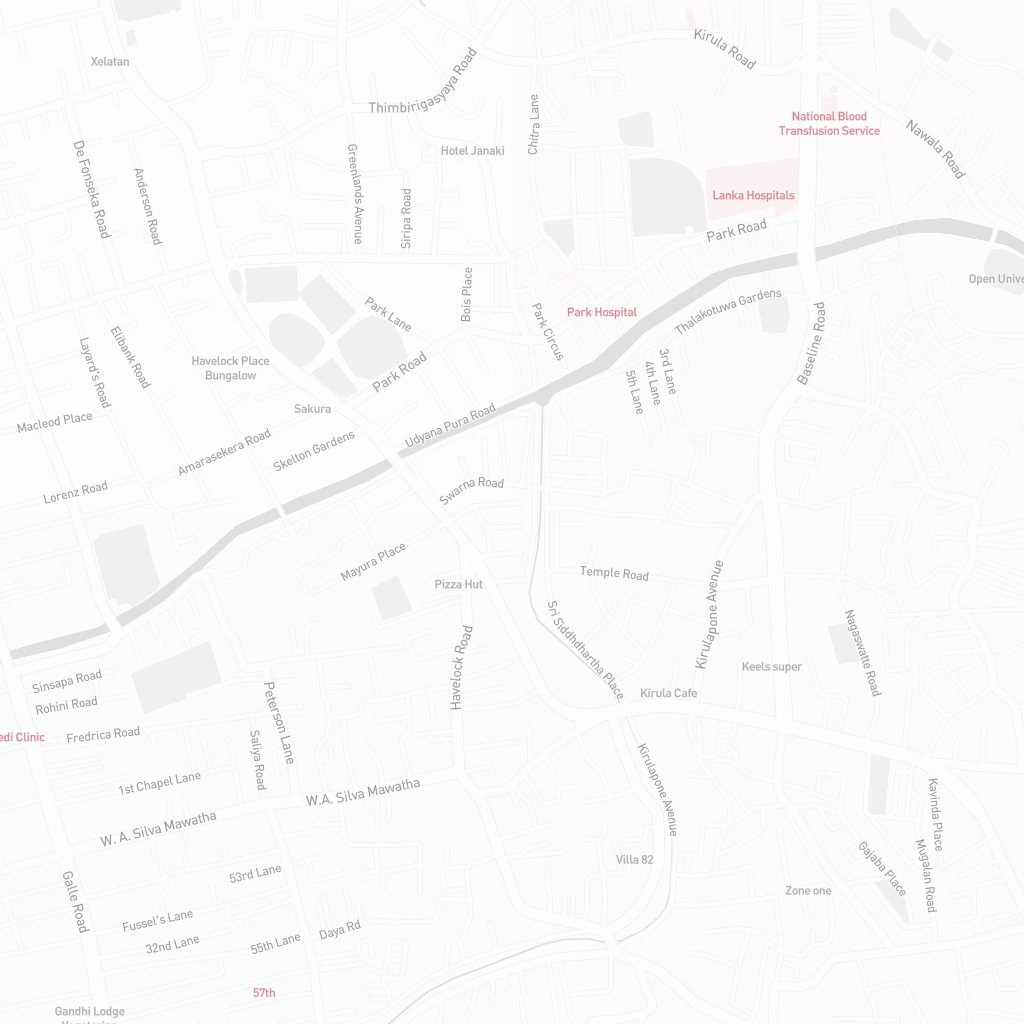 Xelatan
Kirula Road
Thimbirigasyaya Road
National Blood
Transfusion Service
Nawala Road
Chitra Lane
Hotel Janaki
De Fonseka Road
Anderson Road
Greenlands Avenue
Siripa Road
Lanka Hospitals
Park Road
Open Unive
Bois Place
Park Lane
Park Circus
Park Hospital
Thalakotuwa Gardens
Baseline Road
Elibank Road
Layard's Road
Havelock Place
Bungalow
Park Road
3rd Lane
4th Lane
5th Lane
Sakura
Macleod Place
Udyana Pura Road
Amarasekera Road
Skelton Gardens
Lorenz Road
Swarna Road
Mayura Place
Pizza Hut
Temple Road
Kirulapone Avenue
Sri Siddhdhartha Place
Nagaswatte Road
Havelock Road
Keels super
Kirula Cafe
Sinsapa Road
Rohini Road
Peterson Lane
edi Clinic
Fredrica Road
Saliya Road
1st Chapel Lane
W.A. Silva Mawatha
Kirulapone Avenue
Kavinda Place
W. A. Silva Mawatha
Villa 82
Gajaba Place
Mugalan Road
Zone one
53rd Lane
Galle Road
Fussel's Lane
32nd Lane
55th Lane
Daya Rd
57th
Gandhi Lodge
Vegetarian